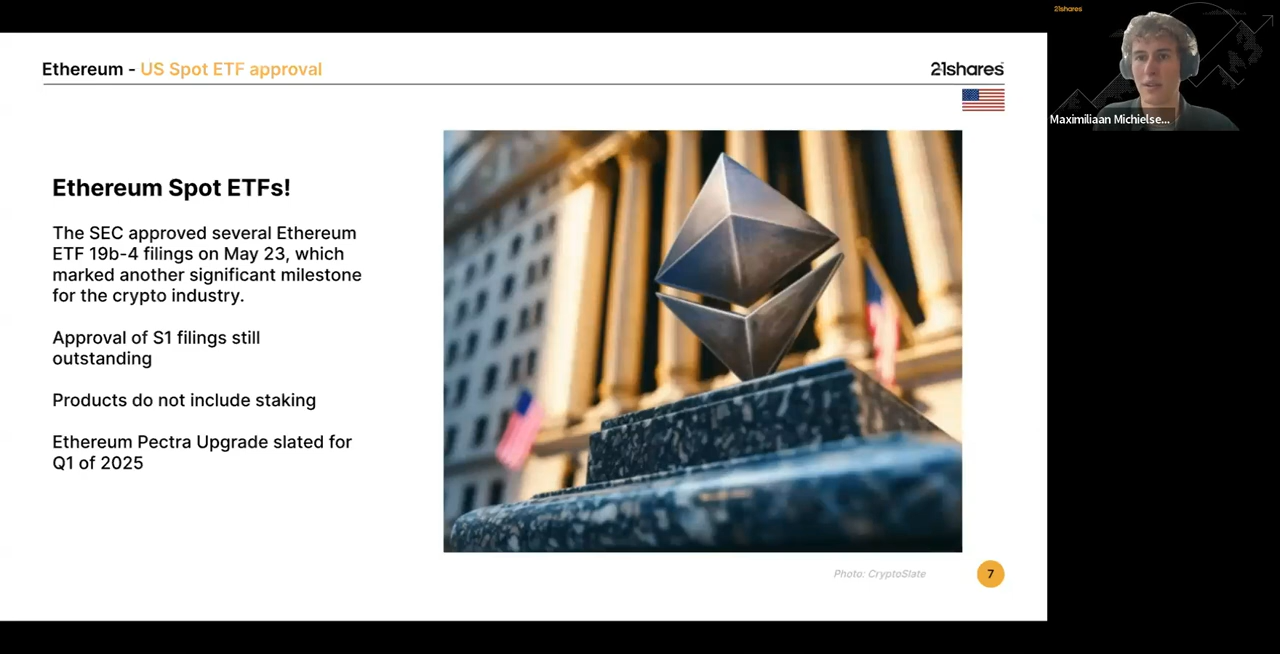 Ethereum - US Spot ETF approval
21shares
21shares
Maximiliaan Michielse...
Ethereum Spot ETFs!
The SEC approved several Ethereum
ETF 19b-4 filings on May 23, which
marked another significant milestone
for the crypto industry.
Approval of S1 filings still
outstanding
Products do not include staking
Ethereum Pectra Upgrade slated for
Q1 of 2025
Photo: CryptoSlate
7